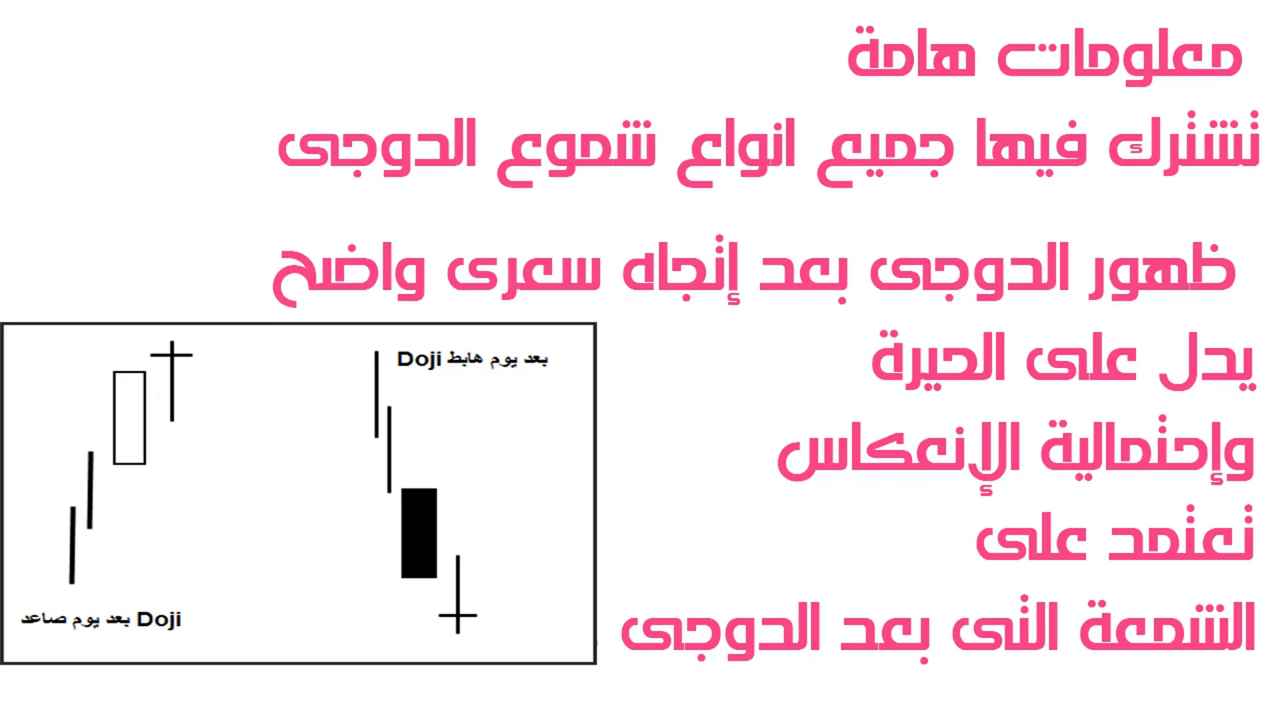 معلومات هامة
تشترك فيها جميع انواع شموع الدوجى
ظهور الدوجى بعد إتجاه سعرى واضح
يدل على الحيرة
وإحتمالية الإنعكاس
تعتمد على
الشمعة التى بعد الدوجى
بعد يوم هابط Doji
Doji بعد يوم صاعد